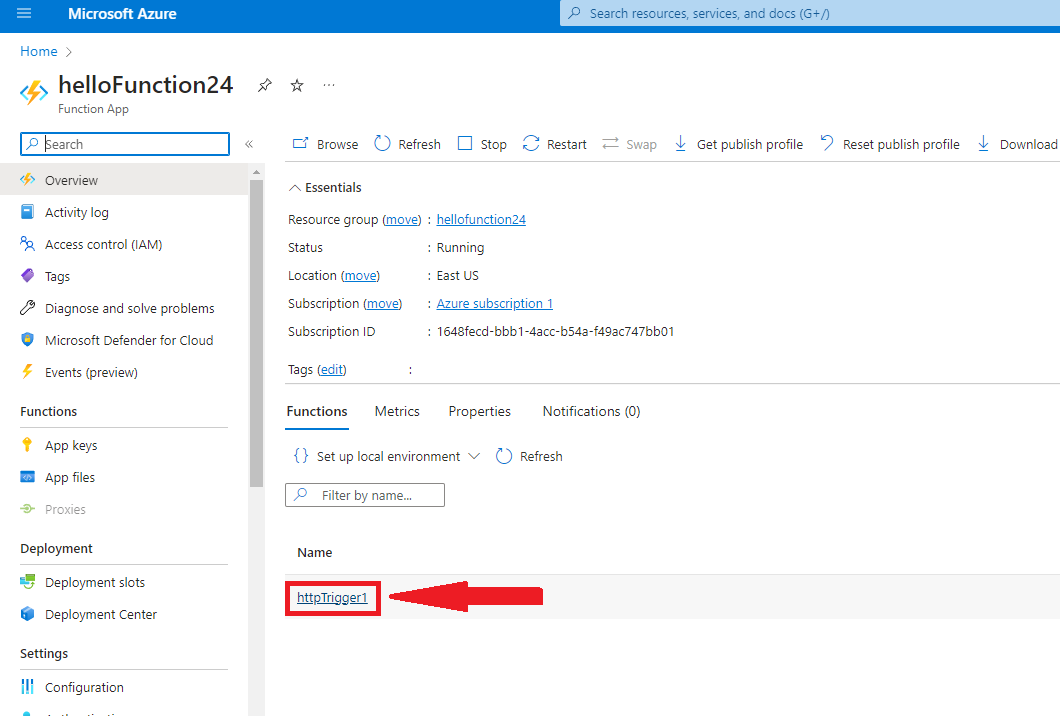 Microsoft Azure
Search resources, services, and docs (G+/)
Home
helloFunction24
Function App
Search
Browse
Refresh
Stop
Restart
Swap
Get publish profile
Reset publish profile
Download
Overview
Activity log
Access control (IAM)
Tags
Diagnose and solve problems
Microsoft Defender for Cloud
Events (preview)
Functions
App keys
App files
Proxies
Deployment
Deployment slots
Deployment Center
Settings
Configuration
Essentials
Resource group (move) : hellofunction24
Status : Running
Location (move) : East US
Subscription (move) : Azure subscription 1
Subscription ID : 1648fecd-bbb1-4acc-b54a-f49ac747bb01
Tags (edit) :
Functions
Metrics
Properties
Notifications (0)
Set up local environment
Refresh
Filter by name...
Name
httpTrigger1